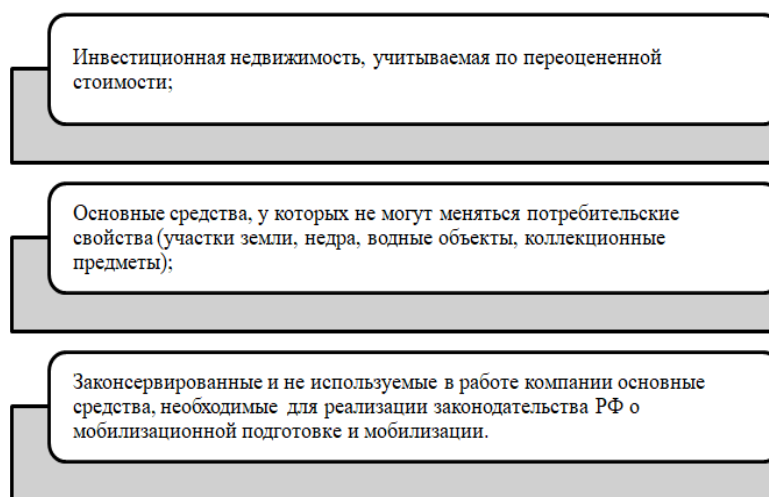 Инвестиционная недвижимость, учитываемая по переоцененной
стоимости;
Основные средства, у которых не могут меняться потребительские
свойства (участки земли, недра, водные объекты, коллекционные
предметы);
Законсервированные и не используемые в работе компании основные
средства, необходимые для реализации законодательства РФ о
мобилизационной подготовке и мобилизации.